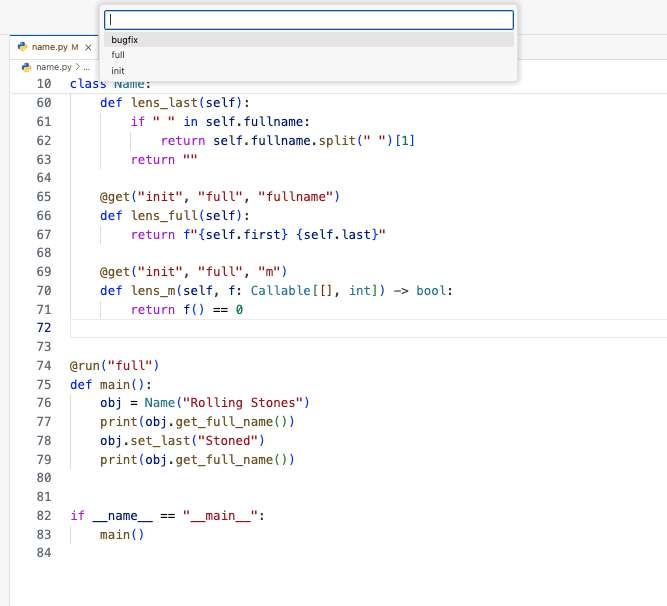 bugfix
full
init
name.py M ×
name.py > ...
10 class Name:
60 def lens_last(self):
61 if " " in self.fullname:
62 return self.fullname.split(" ")[1]
63 return ""
64
65 @get("init", "full", "fullname")
66 def lens_full(self):
67 return f"{self.first} {self.last}"
68
69 @get("init", "full", "m")
70 def lens_m(self, f: Callable[[], int]) -> bool:
71 return f() == 0
72
73
74 @run("full")
75 def main():
76 obj = Name("Rolling Stones")
77 print(obj.get_full_name())
78 obj.set_last("Stoned")
79 print(obj.get_full_name())
80
81
82 if __name__ == "__main__":
83 main()
84